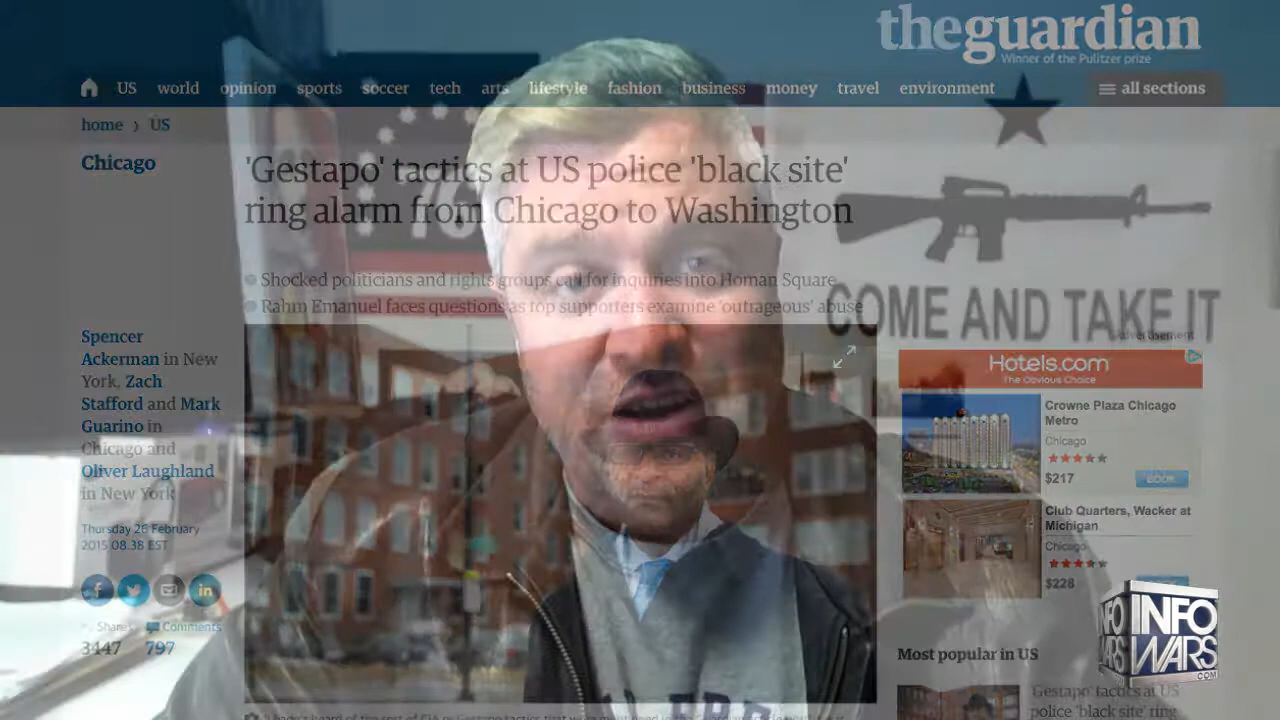 theguardian
Winner of the Pulitzer prize
US world opinion sports soccer tech arts lifestyle fashion business money travel environment all sections
home › US
Chicago
'Gestapo' tactics at US police 'black site'
ring alarm from Chicago to Washington
Shocked politicians and rights groups call for inquiries into Homan Square
Rahm Emanuel faces questions as top supporters examine 'outrageous' abuse
Spencer
Ackerman in New
York, Zach
Stafford and Mark
Guarino in
Chicago and
Oliver Laughland
in New York
Thursday 26 February
2015 08.38 EST
Shares
Comments
3447
797
76
COME AND TAKE IT
Advertisement
Hotels.com
The Obvious Choice
Crowne Plaza Chicago
Metro
Chicago
$217
BOOK
Club Quarters, Wacker at
Michigan
Chicago
$228
Most popular in US
'Gestapo' tactics at US
police 'black site' ring
INFO
WARS
.COM